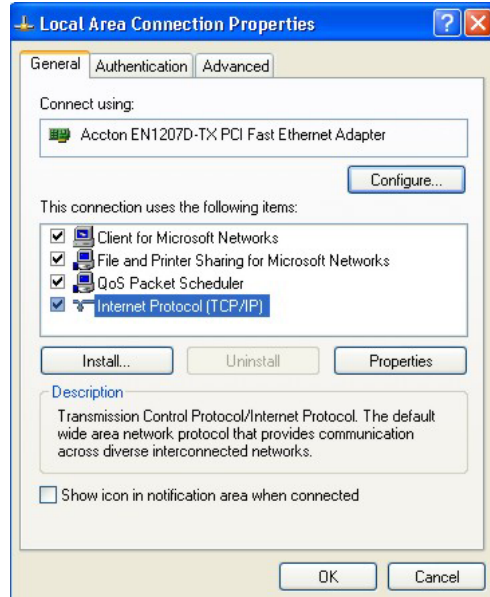 Local Area Connection Properties
General Authentication Advanced
Connect using:
Accton EN1207D-TX PCI Fast Ethernet Adapter
Configure...
This connection uses the following items:
Client for Microsoft Networks
File and Printer Sharing for Microsoft Networks
QoS Packet Scheduler
Internet Protocol (TCP/IP)
Install... Uninstall Properties
Description
Transmission Control Protocol/Internet Protocol. The default
wide area network protocol that provides communication
across diverse interconnected networks.
Show icon in notification area when connected
OK Cancel